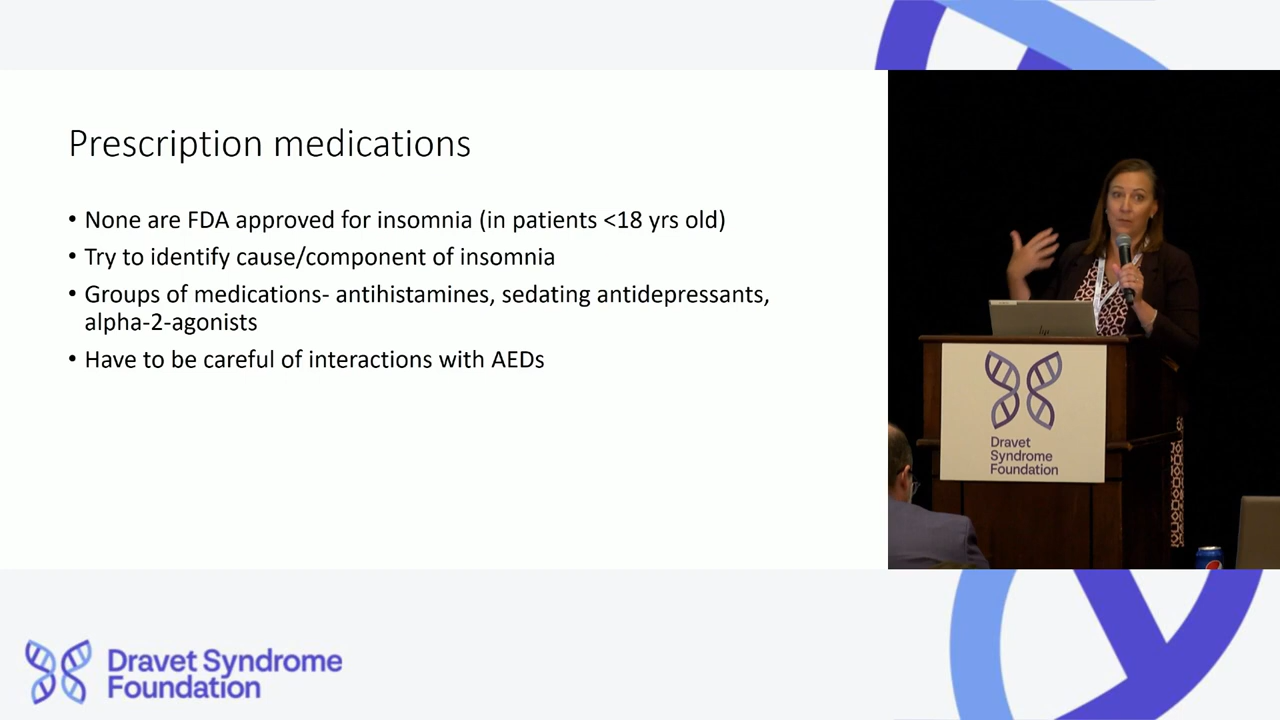 Prescription medications
• None are FDA approved for insomnia (in patients <18 yrs old)
• Try to identify cause/component of insomnia
• Groups of medications- antihistamines, sedating antidepressants,
alpha-2-agonists
• Have to be careful of interactions with AEDs
hp
Dravet
Syndrome
Foundation
Dravet Syndrome
Foundation